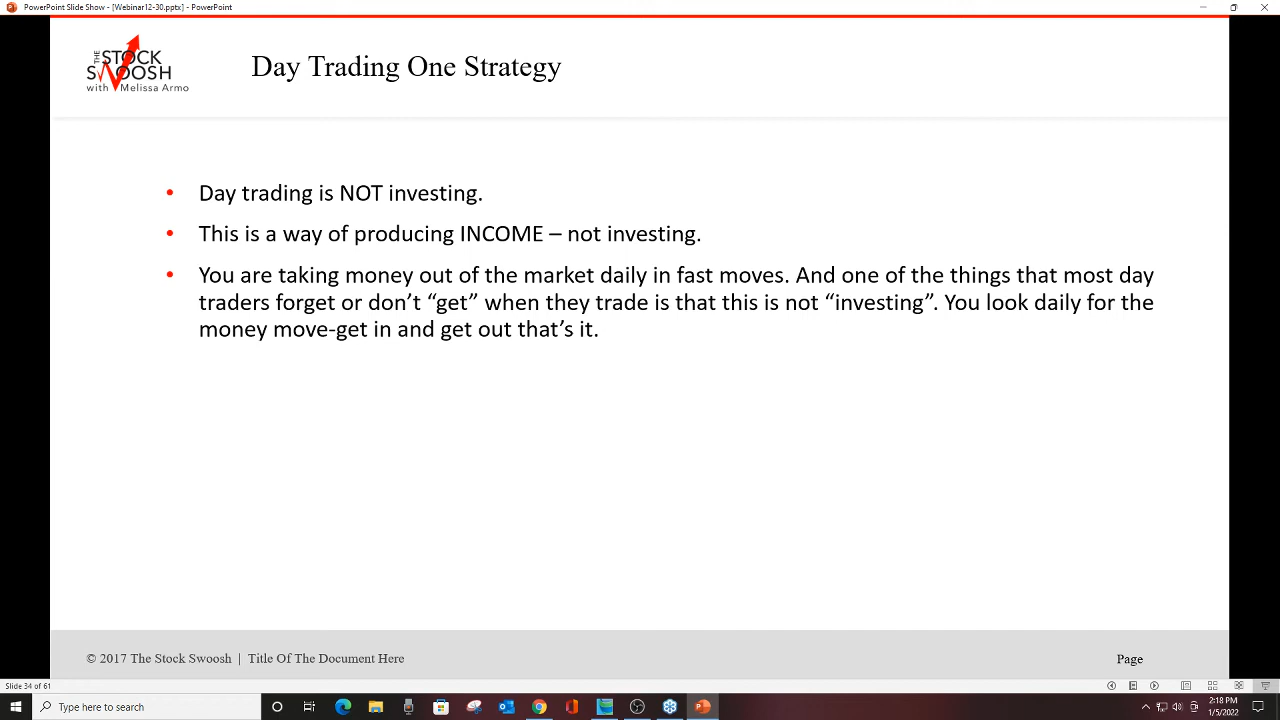 PowerPoint Slide Show - [Webinar12-30.pptx] - PowerPoint
THE
STOCK
SWOOSH
with Melissa Armo
Day Trading One Strategy
• Day trading is NOT investing.
• This is a way of producing INCOME – not investing.
• You are taking money out of the market daily in fast moves. And one of the things that most day
traders forget or don’t “get” when they trade is that this is not “investing”. You look daily for the
money move-get in and get out that’s it.
© 2017 The Stock Swoosh | Title Of The Document Here
Page
Slide 34 of 61
Type here to search
2:18 PM
1/5/2022